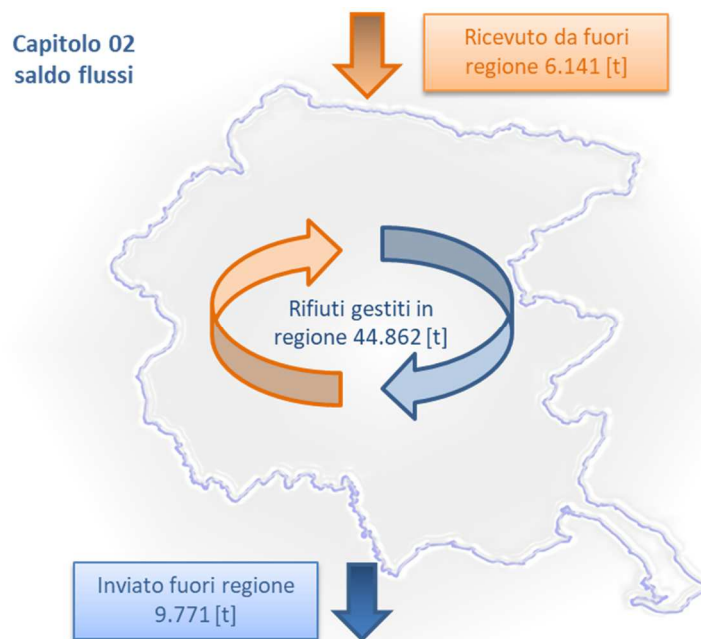 Capitolo 02
saldo flussi
Ricevuto da fuori
regione 6.141 [t]
Rifiuti gestiti in
regione 44.862 [t]
Inviato fuori regione
9.771 [t]